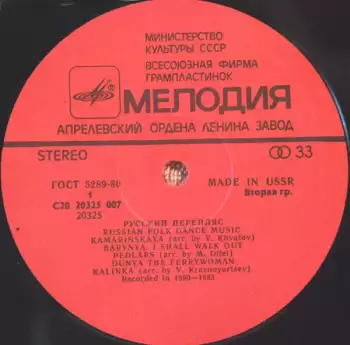 МИНИСТЕРСТВО
КУЛЬТУРЫ СССР
ВСЕСОЮЗНАЯ ФИРМА
ГРАМПЛАСТИНОК
МЕЛОДИЯ
АПРЕЛЕВСКИЙ ОРДЕНА ЛЕНИНА ЗАВОД
STEREO
33
ГОСТ 5289-80
MADE IN USSR
1
Вторая гр.
С20 20325 007
20325
РУССКИЙ ПЕРЕПЛЯС
RUSSIAN FOLK DANCE MUSIC
KAMARINSKAYA (arr. by V. Khvatov)
BARYNYA. I SHALL WALK OUT
PEDLARS (arr. by M. DITel)
DUNYA THE FERRYWOMAN
KALINKA (arr. by V. Krasnoyartsev)
Recorded in 1980-1983